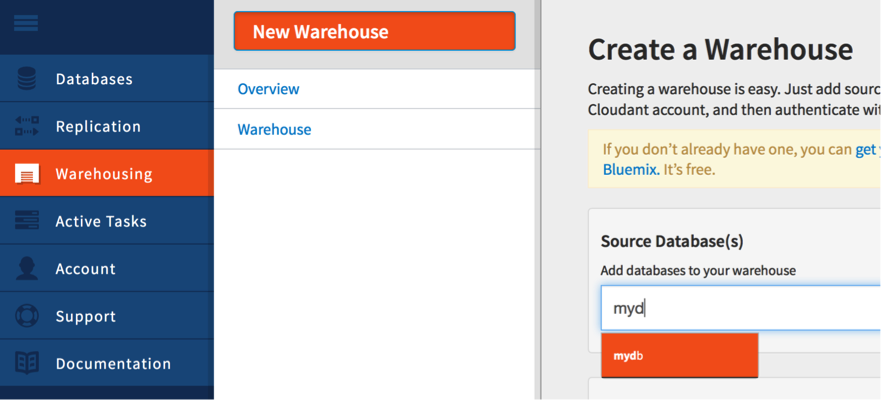 Databases
Replication
Warehousing
Active Tasks
Account
Support
Documentation
New Warehouse
Overview
Warehouse
Create a Warehouse
Creating a warehouse is easy. Just add sourc
Cloudant account, and then authenticate wi
If you don't already have one, you can get y
Bluemix. It's free.
Source Database(s)
Add databases to your warehouse
myd
mydb